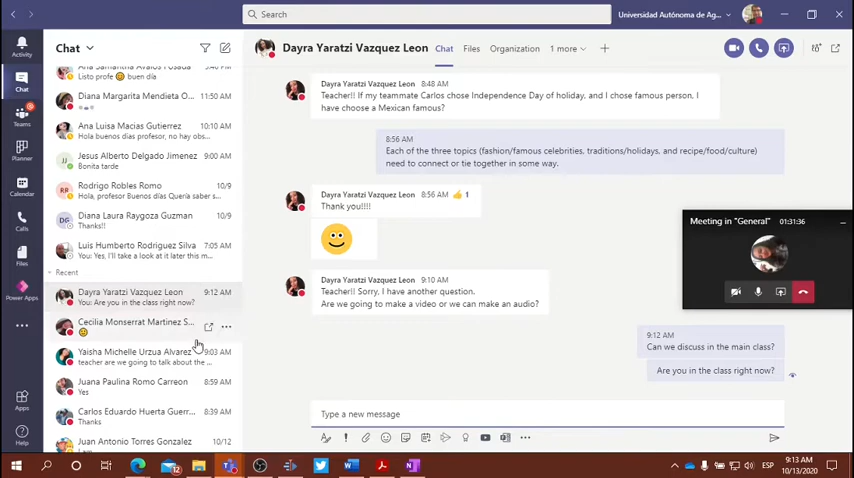 Search
Universidad Autónoma de Ag...
Activity
Chat
Teams
Planner
Calendar
Calls
Files
Power Apps
Apps
Help
Chat
Ana Samantha Avalos Posada 3:40 AM
Listo profe buen día
Diana Margarita Mendieta O... 11:50 AM
Ana Luisa Macias Gutierrez 10:10 AM
Hola buenos días profesor, no hay obs...
Jesus Alberto Delgado Jimenez 9:00 AM
Bonita tarde
RR
Rodrigo Robles Romo 10/9
Hola, profesor Buenos días Quería saber s...
DG
Diana Laura Raygoza Guzman 10/9
Thanks!!
Luis Humberto Rodriguez Silva 7:05 AM
You: Yes, I'll take a look at it later this m...
Recent
Dayra Yaratzi Vazquez Leon 9:12 AM
You: Are you in the class right now?
Cecilia Monserrat Martinez S...
Yaisha Michelle Urzua Alvarez 9:03 AM
teacher are we going to talk about the ...
Juana Paulina Romo Carreon 8:59 AM
Yes
Carlos Eduardo Huerta Guerr... 8:39 AM
Thanks
Juan Antonio Torres Gonzalez 10/12
Dayra Yaratzi Vazquez Leon Chat Files Organization 1 more
Dayra Yaratzi Vazquez Leon 8:48 AM
Teacher!! If my teammate Carlos chose Independence Day of holiday, and I chose famous person. I
have choose a Mexican famous?
8:56 AM
Each of the three topics (fashion/famous celebrities, traditions/holidays, and recipe/food/culture)
need to connect or tie together in some way.
Dayra Yaratzi Vazquez Leon 8:56 AM 1
Thank you!!!!
Dayra Yaratzi Vazquez Leon 9:10 AM
Teacher!! Sorry, I have another question.
Are we going to make a video or we can make an audio?
9:12 AM
Can we discuss in the main class?
Are you in the class right now?
Meeting in "General" 01:31:36
Type a new message
12
ESP
9:13 AM
10/13/2020